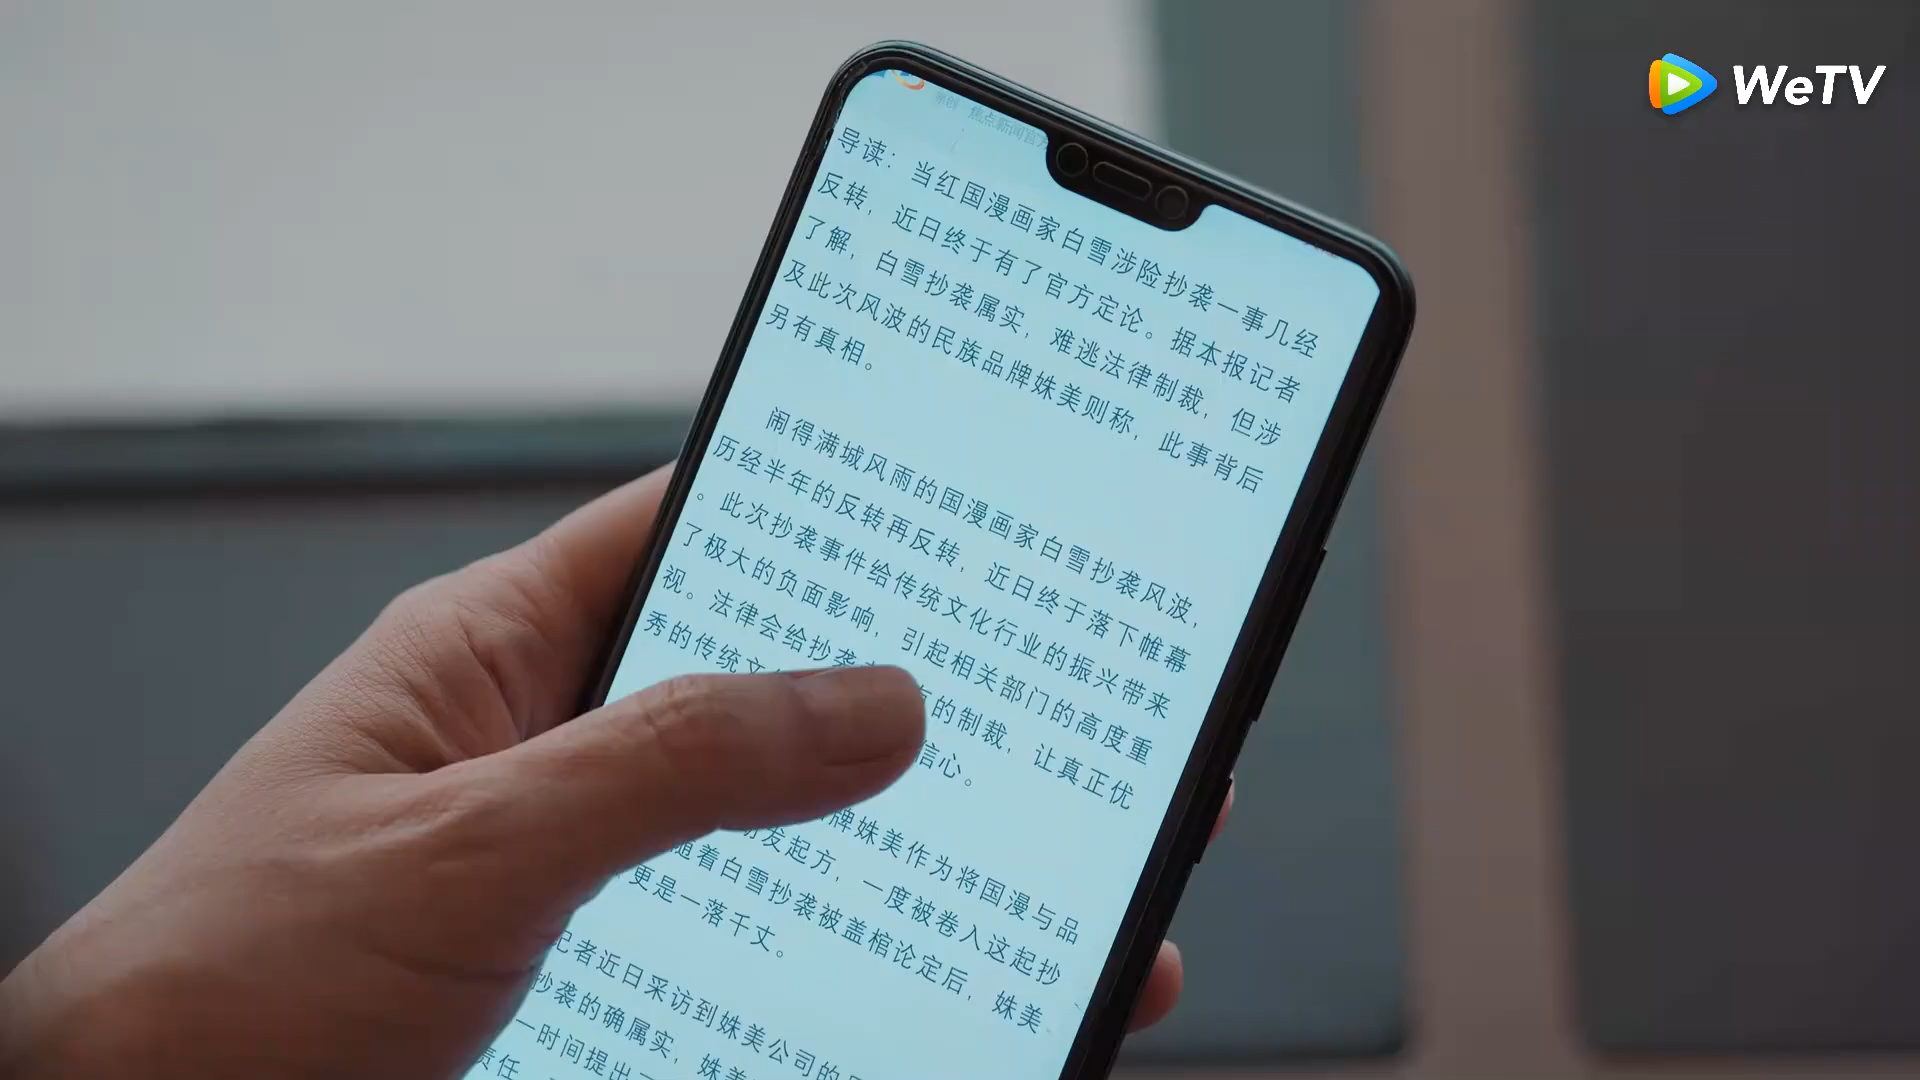 WeTV
焦点新闻官方
导读：当红国漫画家白雪涉险抄袭一事几经
反转，近日终于有了官方定论。据本报记者
了解，白雪抄袭属实，难逃法律制裁，但涉
及此次风波的民族品牌姝美则称，此事背后
另有真相。
闹得满城风雨的国漫画家白雪抄袭风波，
历经半年的反转再反转，近日终于落下帷幕
。此次抄袭事件给传统文化行业的振兴带来
了极大的负面影响，引起相关部门的高度重
视。法律会给抄袭 的制裁，让真正优
秀的传统文 信心。
牌姝美作为将国漫与品
发起方，一度被卷入这起抄
随着白雪抄袭被盖棺论定后，姝美
更是一落千丈。
记者近日采访到姝美公司的
抄袭的确属实，姝美
一时间提出
责任